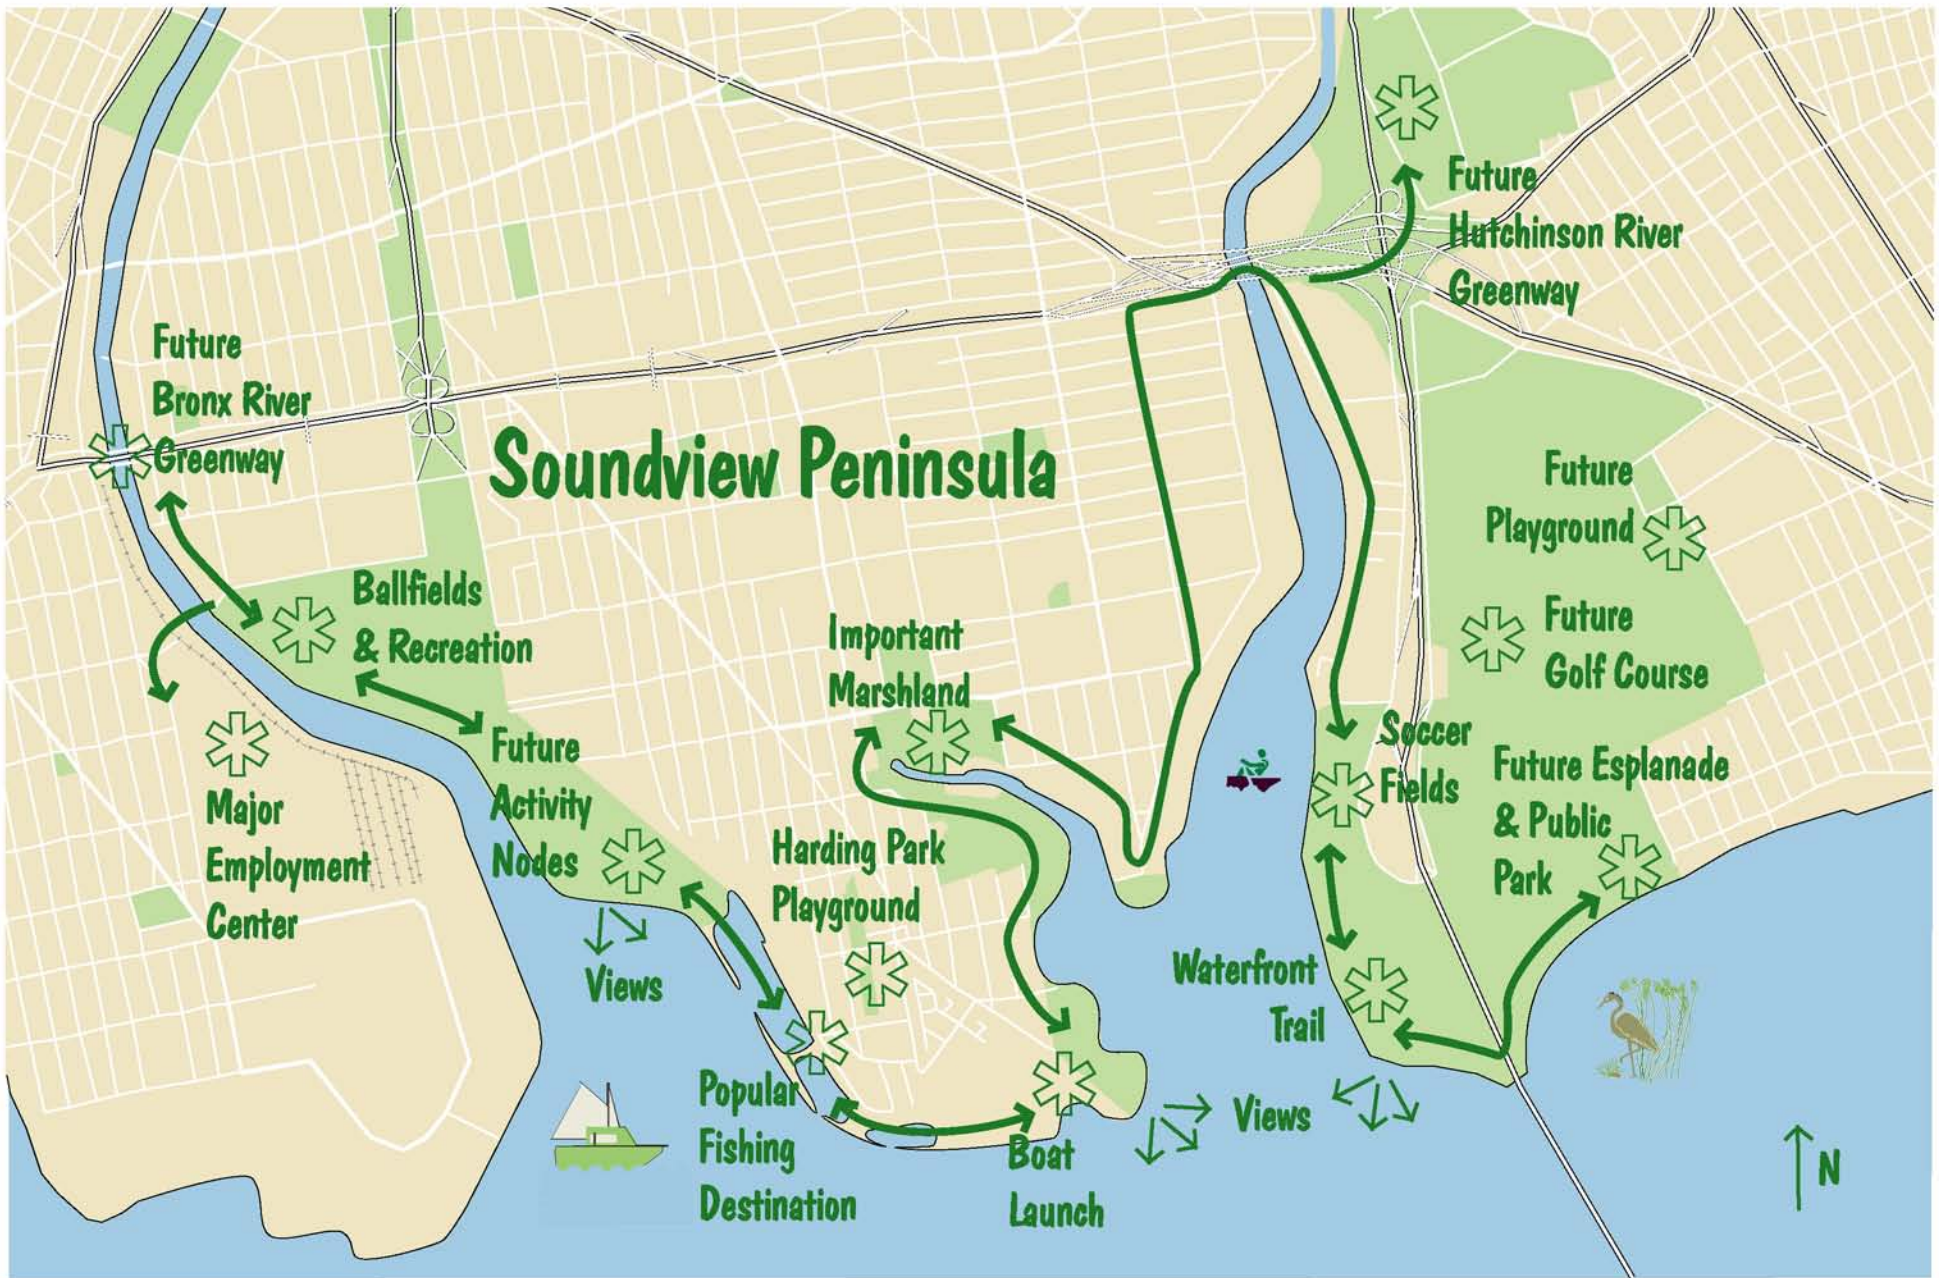 Future
Hutchinson River
Greenway
Future
Bronx River
Greenway
Soundview Peninsula
Future
Playground
Ballfields
& Recreation
Important
Marshland
Future
Golf Course
Future
Activity
Nodes
Soccer
Fields
Future Esplanade
& Public
Park
Major
Employment
Center
Harding Park
Playground
Views
Waterfront
Trail
Popular
Fishing
Destination
Boat
Launch
Views
N